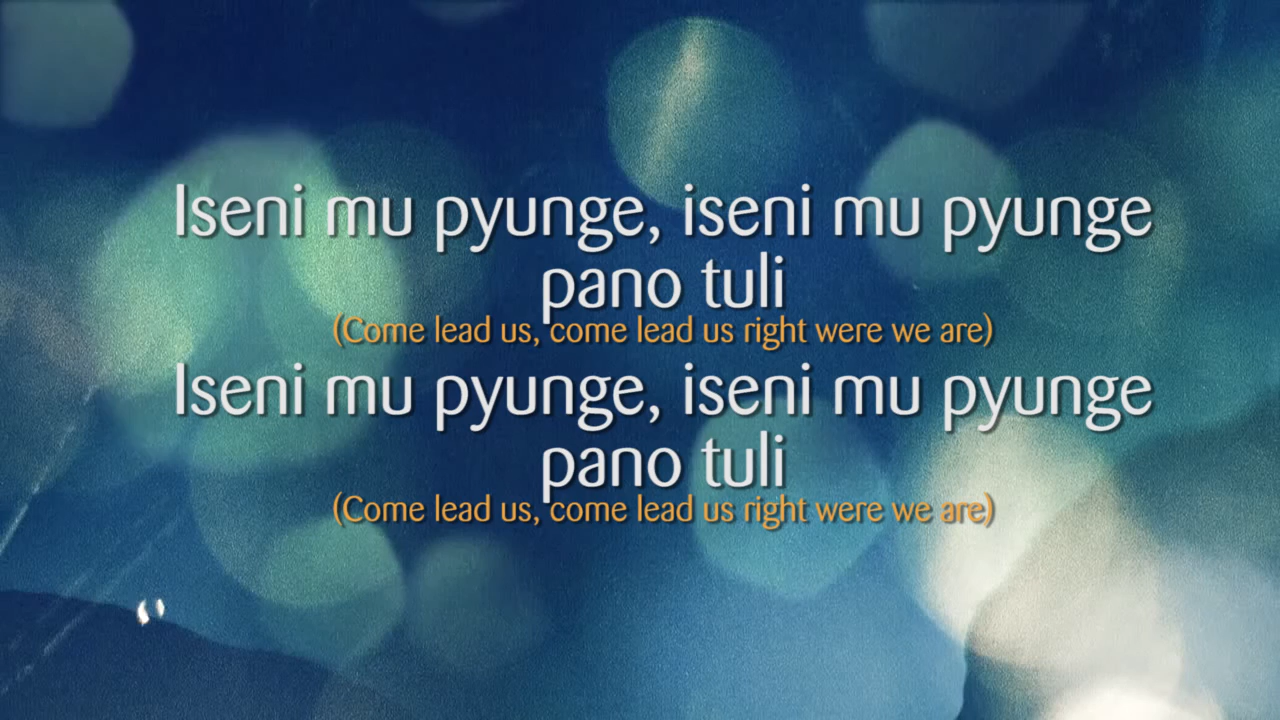 Iseni mu pyunge, iseni mu pyunge
pano tuli
(Come lead us, come lead us right were we are)
Iseni mu pyunge, iseni mu pyunge
pano tuli
(Come lead us, come lead us right were we are)